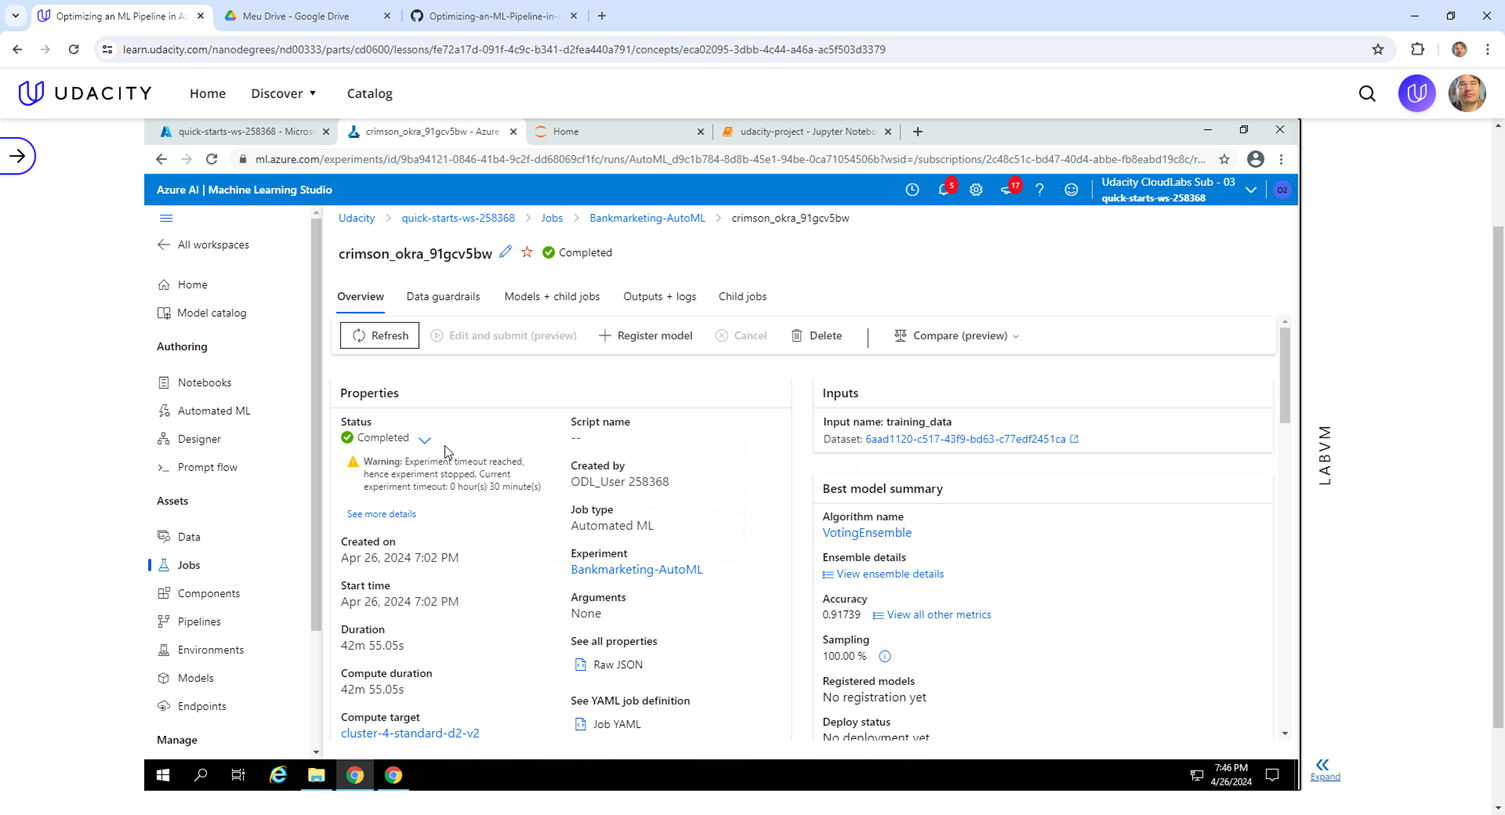 Optimizing an ML Pipeline in A
Meu Drive - Google Drive
Optimizing-an-ML-Pipeline-in-
learn.udacity.com/nanodegrees/nd00333/parts/cd0600/lessons/fe72a17d-091f-4c9c-b341-d2fea440a791/concepts/eca02095-3dbb-4c44-a46a-ac5f503d3379
UDACITY
Home
Discover
Catalog
quick-starts-ws-258368 - Micros
crimson_okra_91gcv5bw - Azure
Home
udacity-project - Jupyter Notebo
ml.azure.com/experiments/id/9ba94121-0846-41b4-9c2f-dd68069cf1fc/runs/AutoML_d9c1b784-8d8b-45e1-94be-0ca71054506b?wsid=/subscriptions/2c48c51c-bd47-40d4-abbe-fb8eabd19c8c/r...
Azure AI | Machine Learning Studio
5
17
?
Udacity CloudLabs Sub - 03
quick-starts-ws-258368
O2
All workspaces
Home
Model catalog
Authoring
Notebooks
Automated ML
Designer
Prompt flow
Assets
Data
Jobs
Components
Pipelines
Environments
Models
Endpoints
Manage
Udacity > quick-starts-ws-258368 > Jobs > Bankmarketing-AutoML > crimson_okra_91gcv5bw
crimson_okra_91gcv5bw
Completed
Overview
Data guardrails
Models + child jobs
Outputs + logs
Child jobs
Refresh
Edit and submit (preview)
Register model
Cancel
Delete
Compare (preview)
Properties
Status
Completed
Warning: Experiment timeout reached,
hence experiment stopped. Current
experiment timeout: 0 hour(s) 30 minute(s)
See more details
Created on
Apr 26, 2024 7:02 PM
Start time
Apr 26, 2024 7:02 PM
Duration
42m 55.05s
Compute duration
42m 55.05s
Compute target
cluster-4-standard-d2-v2
Script name
--
Created by
ODL_User 258368
Job type
Automated ML
Experiment
Bankmarketing-AutoML
Arguments
None
See all properties
Raw JSON
See YAML job definition
Job YAML
Inputs
Input name: training_data
Dataset: 6aad1120-c517-43f9-bd63-c77edf2451ca
Best model summary
Algorithm name
VotingEnsemble
Ensemble details
View ensemble details
Accuracy
0.91739
View all other metrics
Sampling
100.00 %
Registered models
No registration yet
Deploy status
No deployment yet
LABVM
Expand
7:46 PM
4/26/2024